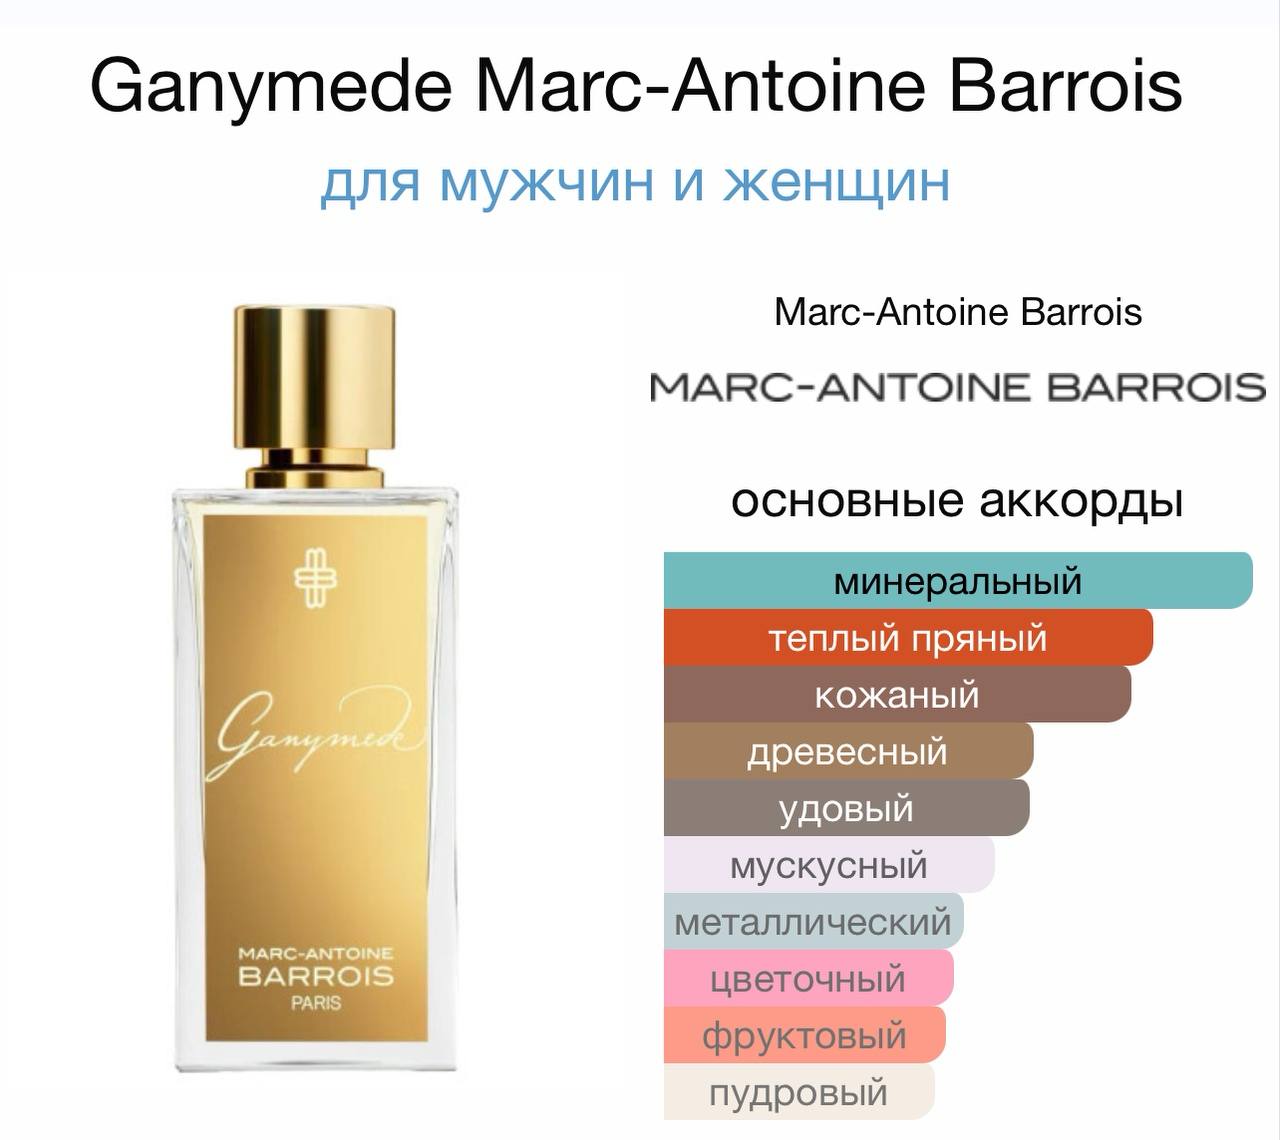 Ganymede Marc-Antoine Barrois
для мужчин и женщин
Marc-Antoine Barrois
MARC-ANTOINE BARROIS
основные аккорды
минеральный
теплый пряный
кожаный
древесный
удовый
мускусный
металлический
цветочный
фруктовый
пудровый
Ganymede
MARC-ANTOINE
BARROIS
PARIS